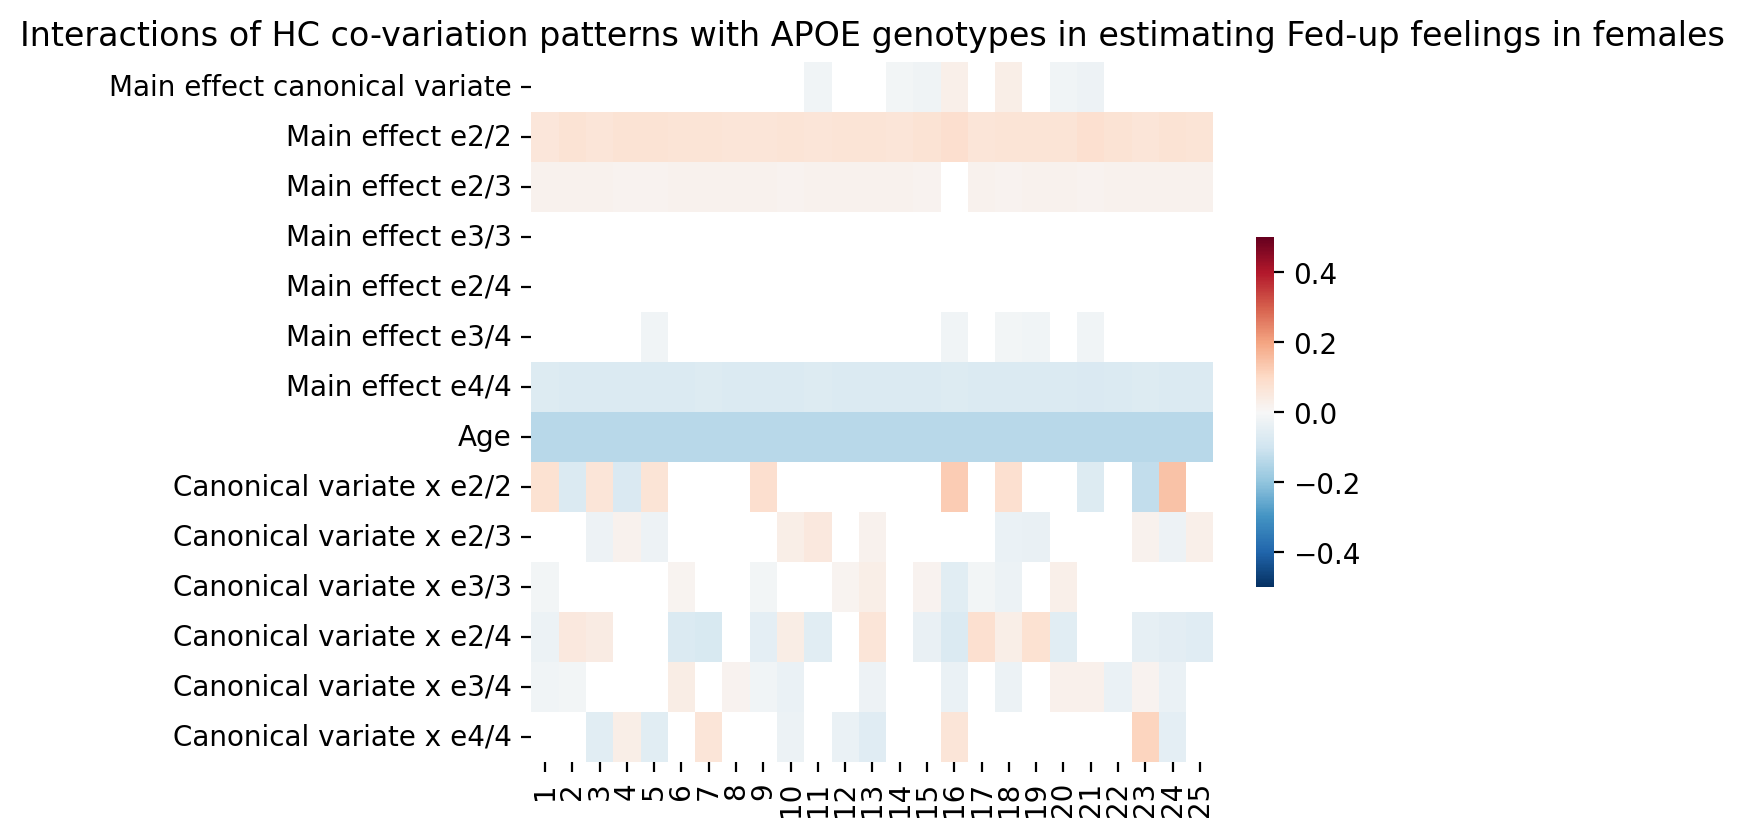 Interactions of HC co-variation patterns with APOE genotypes in estimating Fed-up feelings in females
Main effect canonical variate
Main effect e2/2
Main effect e2/3
Main effect e3/3
Main effect e2/4
Main effect e3/4
Main effect e4/4
Age
Canonical variate x e2/2
Canonical variate x e2/3
Canonical variate x e3/3
Canonical variate x e2/4
Canonical variate x e3/4
Canonical variate x e4/4
1 2 3 4 5 6 7 8 9 10 11 12 13 14 15 16 17 18 19 20 21 22 23 24 25
0.4
0.2
0.0
−0.2
−0.4